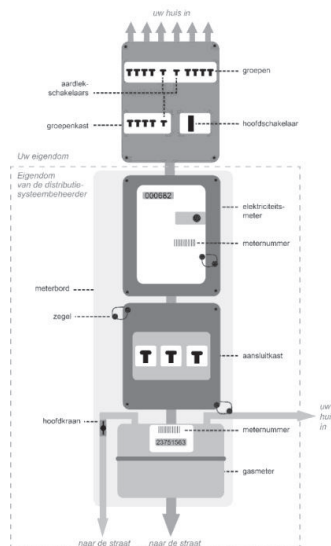 uw huis in
groepen
aardlek-
schakelaars
groepenkast
hoofdschakelaar
Uw eigendom
Eigendom
van de distributie-
systeembeheerder
000682
elektriciteits-
meter
meternummer
meterbord
zegel
aansluitkast
uw
huis
in
hoofdkraan
meternummer
23751063
gasmeter
naar de straat
naar de straat